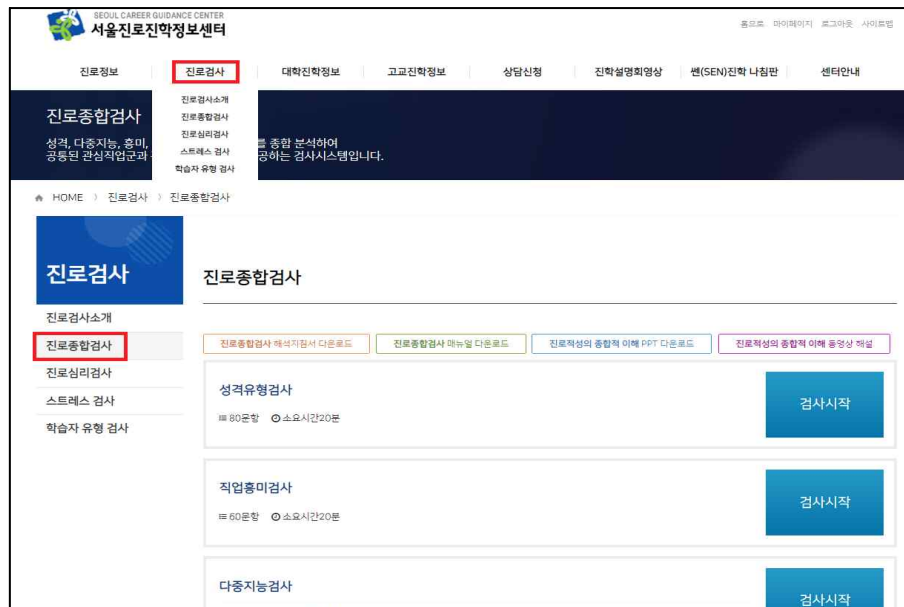 SEOUL CAREER GUIDANCE CENTER
서울진로진학정보센터
홈으로 마이페이지 로그아웃 사이트맵
진로정보 진로검사 대학진학정보 고교진학정보 상담신청 진학설명회영상 쎈(SEN)진학 나침판 센터안내
진로검사소개
진로종합검사
진로심리검사
스트레스 검사
학습자 유형 검사
진로종합검사
성격, 다중지능, 흥미, 를 종합 분석하여
공통된 관심직업군과 공하는 검사시스템입니다.
HOME 〉 진로검사 〉 진로종합검사
진로검사
진로검사소개
진로종합검사
진로심리검사
스트레스 검사
학습자 유형 검사
진로종합검사
진로종합검사 해석지침서 다운로드 진로종합검사 매뉴얼 다운로드 진로적성의 종합적 이해 PPT 다운로드 진로적성의 종합적 이해 동영상 해설
성격유형검사
80문항 소요시간20분
검사시작
직업흥미검사
60문항 소요시간20분
검사시작
다중지능검사
검사시작